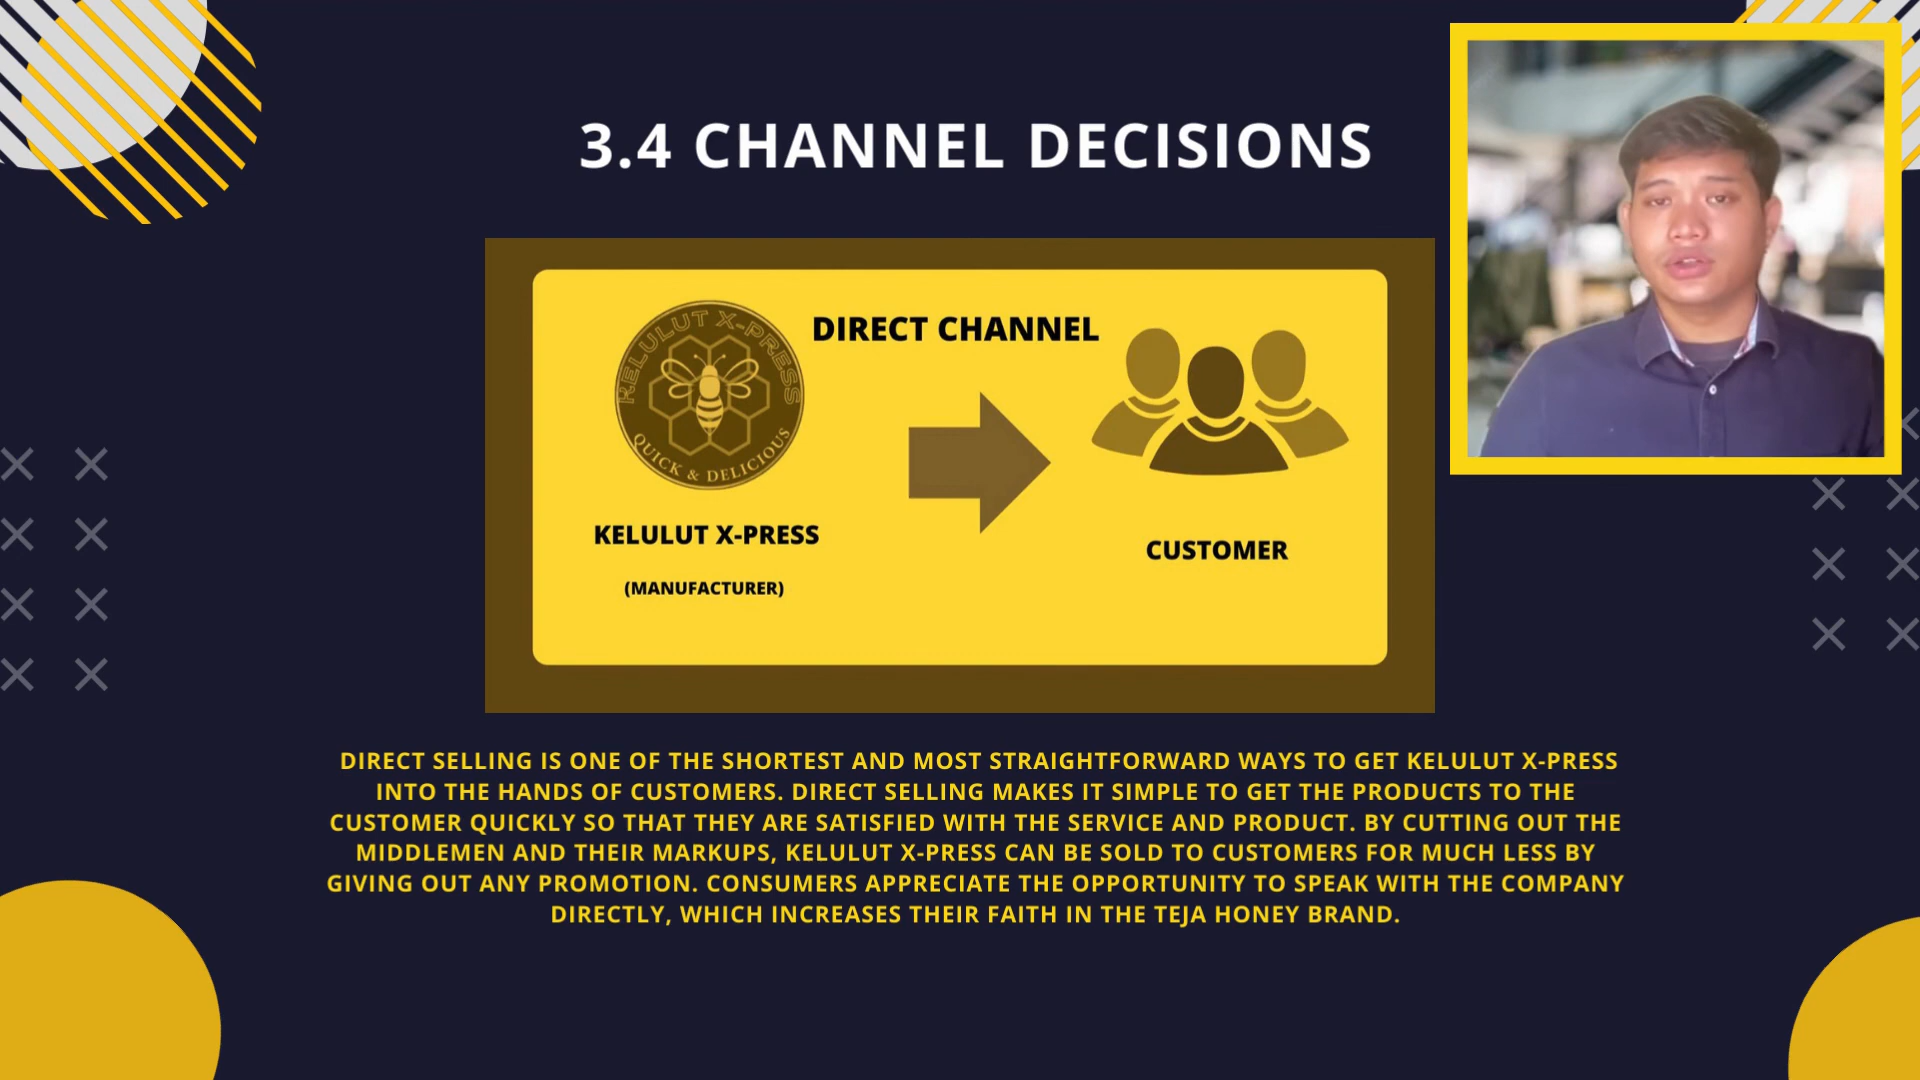 3.4 CHANNEL DECISIONS
KELULUT X-PRESS
QUICK & DELICIOUS
DIRECT CHANNEL
KELULUT X-PRESS
(MANUFACTURER)
CUSTOMER
DIRECT SELLING IS ONE OF THE SHORTEST AND MOST STRAIGHTFORWARD WAYS TO GET KELULUT X-PRESS
INTO THE HANDS OF CUSTOMERS. DIRECT SELLING MAKES IT SIMPLE TO GET THE PRODUCTS TO THE
CUSTOMER QUICKLY SO THAT THEY ARE SATISFIED WITH THE SERVICE AND PRODUCT. BY CUTTING OUT THE
MIDDLEMEN AND THEIR MARKUPS, KELULUT X-PRESS CAN BE SOLD TO CUSTOMERS FOR MUCH LESS BY
GIVING OUT ANY PROMOTION. CONSUMERS APPRECIATE THE OPPORTUNITY TO SPEAK WITH THE COMPANY
DIRECTLY, WHICH INCREASES THEIR FAITH IN THE TEJA HONEY BRAND.